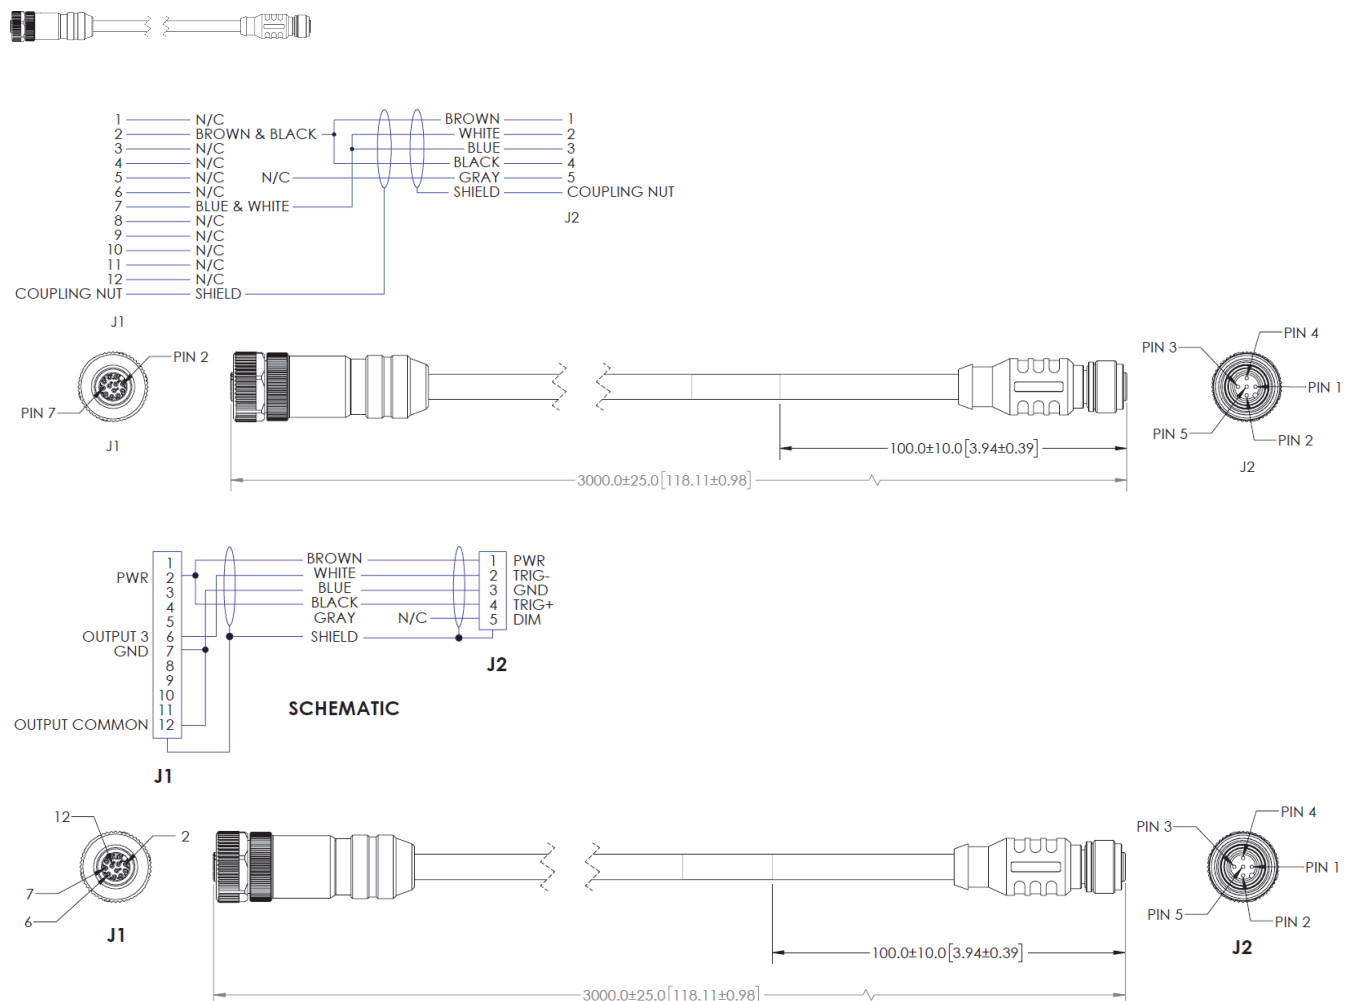 1 N/C BROWN 1
2 BROWN & BLACK WHITE 2
3 N/C BLUE 3
4 N/C BLACK 4
5 N/C N/C GRAY 5
6 N/C SHIELD COUPLING NUT
7 BLUE & WHITE
8 N/C J2
9 N/C
10 N/C
11 N/C
12 N/C
COUPLING NUT SHIELD
J1
PIN 2
PIN 7
J1
PIN 4
PIN 3
PIN 1
PIN 5
PIN 2
J2
100.0±10.0[3.94±0.39]
3000.0±25.0[118.11±0.98]
1 BROWN 1 PWR
PWR 2 WHITE 2 TRIG-
3 BLUE 3 GND
4 BLACK 4 TRIG+
5 GRAY N/C 5 DIM
OUTPUT 3 6 SHIELD
GND 7
8 J2
9
10
11 SCHEMATIC
OUTPUT COMMON 12
J1
12
2
7
6
J1
PIN 4
PIN 3
PIN 1
PIN 5
PIN 2
J2
100.0±10.0[3.94±0.39]
3000.0±25.0[118.11±0.98]